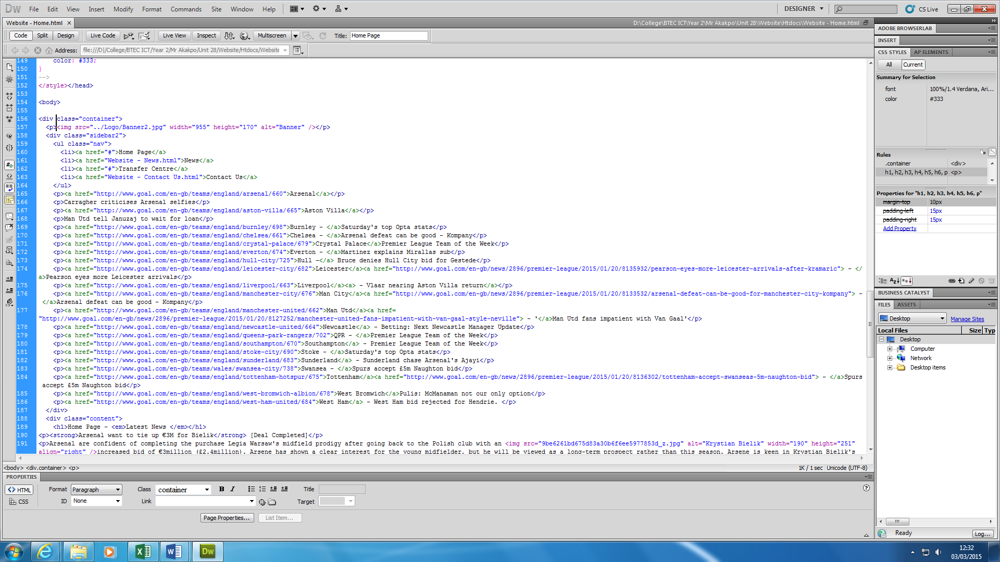 Dw File Edit View Insert Modify Format Commands Site Window Help DESIGNER CS Live
Website - Home.html × D:\College\BTEC ICT\Year 2\Mr Akakpo\Unit 28\Website\Htdocs\Website - Home.html
Code Split Design Live Code Live View Inspect Multiscreen Title: Home Page
Address: file:///D|/College/BTEC ICT/Year 2/Mr Akakpo/Unit 28/Website/Htdocs/Website
149 color: #333;
150 }
151 -->
152 </style></head>
153
154 <body>
155
156 <div class="container">
157 <p><img src="../Logo/Banner2.jpg" width="955" height="170" alt="Banner" /></p>
158 <div class="sidebar2">
159 <ul class="nav">
160 <li><a href="#">Home Page</a>
161 <li><a href="Website - News.html">News</a>
162 <li><a href="#">Transfer Centre</a>
163 <li><a href="Website - Contact Us.html">Contact Us</a>
164 </ul>
165 <p><a href="http://www.goal.com/en-gb/teams/england/arsenal/660">Arsenal</a></p>
166 <p>Carragher criticises Arsenal selfies</p>
167 <p><a href="http://www.goal.com/en-gb/teams/england/aston-villa/665">Aston Villa</a></p>
168 <p>Man Utd tell Januzaj to wait for loan</p>
169 <p><a href="http://www.goal.com/en-gb/teams/england/burnley/698">Burnley - </a>Saturday's top Opta stats</p>
170 <p><a href="http://www.goal.com/en-gb/teams/england/chelsea/661">Chelsea - </a>Arsenal defeat can be good - Kompany</p>
171 <p><a href="http://www.goal.com/en-gb/teams/england/crystal-palace/679">Crystal Palace</a>Premier League Team of the Week</p>
172 <p><a href="http://www.goal.com/en-gb/teams/england/everton/674">Everton - </a>Martinez explains Mirallas sub</p>
173 <p><a href="http://www.goal.com/en-gb/teams/england/hull-city/725">Hull -</a> Bruce denies Hull City bid for Gestede</p>
174 <p><a href="http://www.goal.com/en-gb/teams/england/leicester-city/682">Leicester</a><a href="http://www.goal.com/en-gb/news/2896/premier-league/2015/01/20/8135932/pearson-eyes-more-leicester-arrivals-after-kramaric"> - </
a>Pearson eyes more Leicester arrivals</p>
175 <p><a href="http://www.goal.com/en-gb/teams/england/liverpool/663">Liverpool</a><a> - Vlaar nearing Aston Villa return</a></p>
176 <p><a href="http://www.goal.com/en-gb/teams/england/manchester-city/676">Man City</a><a href="http://www.goal.com/en-gb/news/2896/premier-league/2015/01/20/8133532/arsenal-defeat-can-be-good-for-manchester-city-kompany"> -
</a>Arsenal defeat can be good - Kompany</p>
177 <p><a href="http://www.goal.com/en-gb/teams/england/manchester-united/662">Man Utd</a><a href=
"http://www.goal.com/en-gb/news/2896/premier-league/2015/01/20/8127252/manchester-united-fans-impatient-with-van-gaal-style-neville"> - '</a>Man Utd fans impatient with Van Gaal'</p>
178 <p><a href="http://www.goal.com/en-gb/teams/england/newcastle-united/664">Newcastle</a> - Betting: Next Newcastle Manager Update</p>
179 <p><a href="http://www.goal.com/en-gb/teams/england/queens-park-rangers/702">QPR - </a>Premier League Team of the Week</p>
180 <p><a href="http://www.goal.com/en-gb/teams/england/southampton/670">Southampton</a> - Premier League Team of the Week</p>
181 <p><a href="http://www.goal.com/en-gb/teams/england/stoke-city/690">Stoke - </a>Saturday's top Opta stats</p>
182 <p><a href="http://www.goal.com/en-gb/teams/england/sunderland/683">Sunderland</a> - Sunderland chase Arsenal's Ajayi</p>
183 <p><a href="http://www.goal.com/en-gb/teams/wales/swansea-city/738">Swansea - </a>Spurs accept £5m Naughton bid</p>
184 <p><a href="http://www.goal.com/en-gb/teams/england/tottenham-hotspur/675">Tottenham</a><a href="http://www.goal.com/en-gb/news/2896/premier-league/2015/01/20/8136302/tottenham-accept-swanseas-5m-naughton-bid"> - </a>Spurs
accept £5m Naughton bid</p>
185 <p><a href="http://www.goal.com/en-gb/teams/england/west-bromwich-albion/678">West Bromwich</a>Pulis: McManaman not our only option</p>
186 <p><a href="http://www.goal.com/en-gb/teams/england/west-ham-united/684">West Ham</a> - West Ham bid rejected for Hendrie. </p>
187 </div>
188 <div class="content">
189 <h1>Home Page - <em>Latest News </em></h1>
190 <p><strong>Arsenal want to tie up €3M for Bielik</strong> [Deal Completed]</p>
191 <p>Arsenal are confident of completing the purchase Legia Warsaw's midfield prodigy after going back to the Polish club with an <img src="9be6261bd675d83a30b6f6ee5977853d_z.jpg" alt="Krystian Bielik" width="190" height="251"
align="right" />increased bid of €3million (£2.4million). Arsene has shown a clear interest for the young midfielder, but he will be viewed as a long-term prospect rather than this season. Arsene is keen in Krystian Bielik's
<body> <div.container> <p> 1K / 1 sec Unicode (UTF-8)
PROPERTIES
HTML Format Paragraph Class container B I Title
CSS ID None Link Target
Page Properties... List Item...
ADOBE BROWSERLAB
INSERT
CSS STYLES AP ELEMENTS
All Current
Summary for Selection
font 100%/1.4 Verdana, Ari...
color #333
Rules
.container <div>
h1, h2, h3, h4, h5, h6, p <p>
Properties for "h1, h2, h3, h4, h5, h6, p"
margin-top 10px
padding-left 15px
padding-right 15px
Add Property
BUSINESS CATALYST
FILES ASSETS
Desktop Manage Sites
Local Files Size Typ
Desktop
Computer
Network
Desktop items
Ready Log...
Dw
12:32
03/03/2015